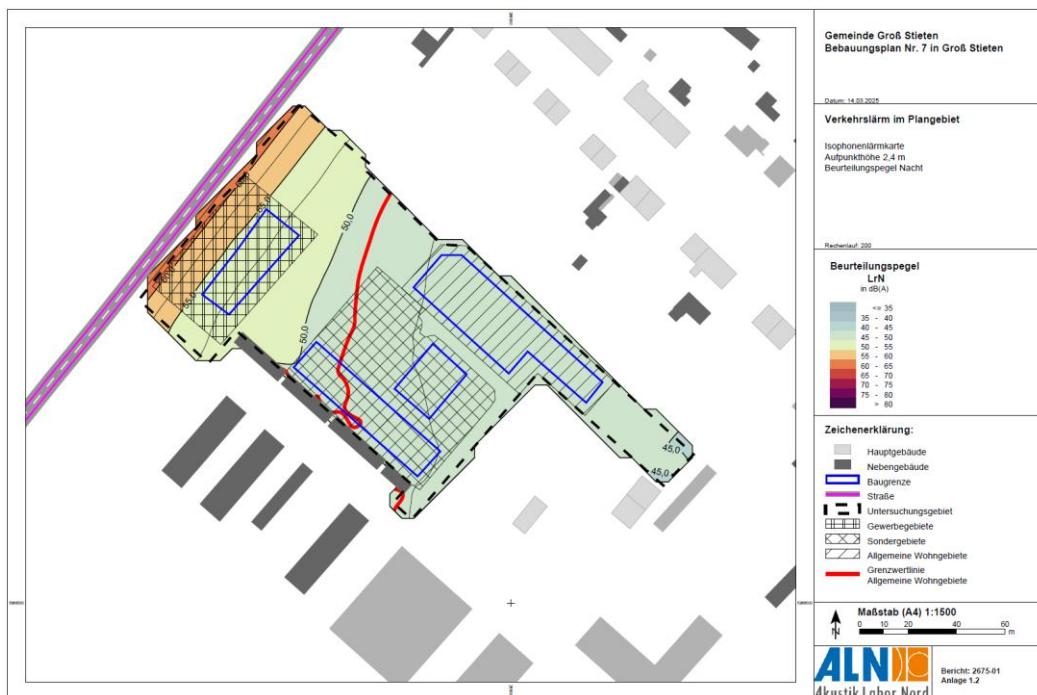 Gemeinde Groß Stieten
Bebauungsplan Nr. 7 in Groß Stieten
Datum: 14.03.2025
Verkehrslärm im Plangebiet
Isophonenlärmkarte
Aufpunkthöhe 2,4 m
Beurteilungspegel Nacht
Rechenlauf: 200
Beurteilungspegel
LrN
in dB(A)
<= 35
35 - 40
40 - 45
45 - 50
50 - 55
55 - 60
60 - 65
65 - 70
70 - 75
75 - 80
> 80
Zeichenerklärung:
Hauptgebäude
Nebengebäude
Baugrenze
Straße
Untersuchungsgebiet
Gewerbegebiete
Sondergebiete
Allgemeine Wohngebiete
Grenzwertlinie
Allgemeine Wohngebiete
Maßstab (A4) 1:1500
0 10 20 40 60
m
N
ALN
Akustik Labor Nord
Bericht: 2675-01
Anlage 1.2
50,0
50,0
55,0
45,0
45,0